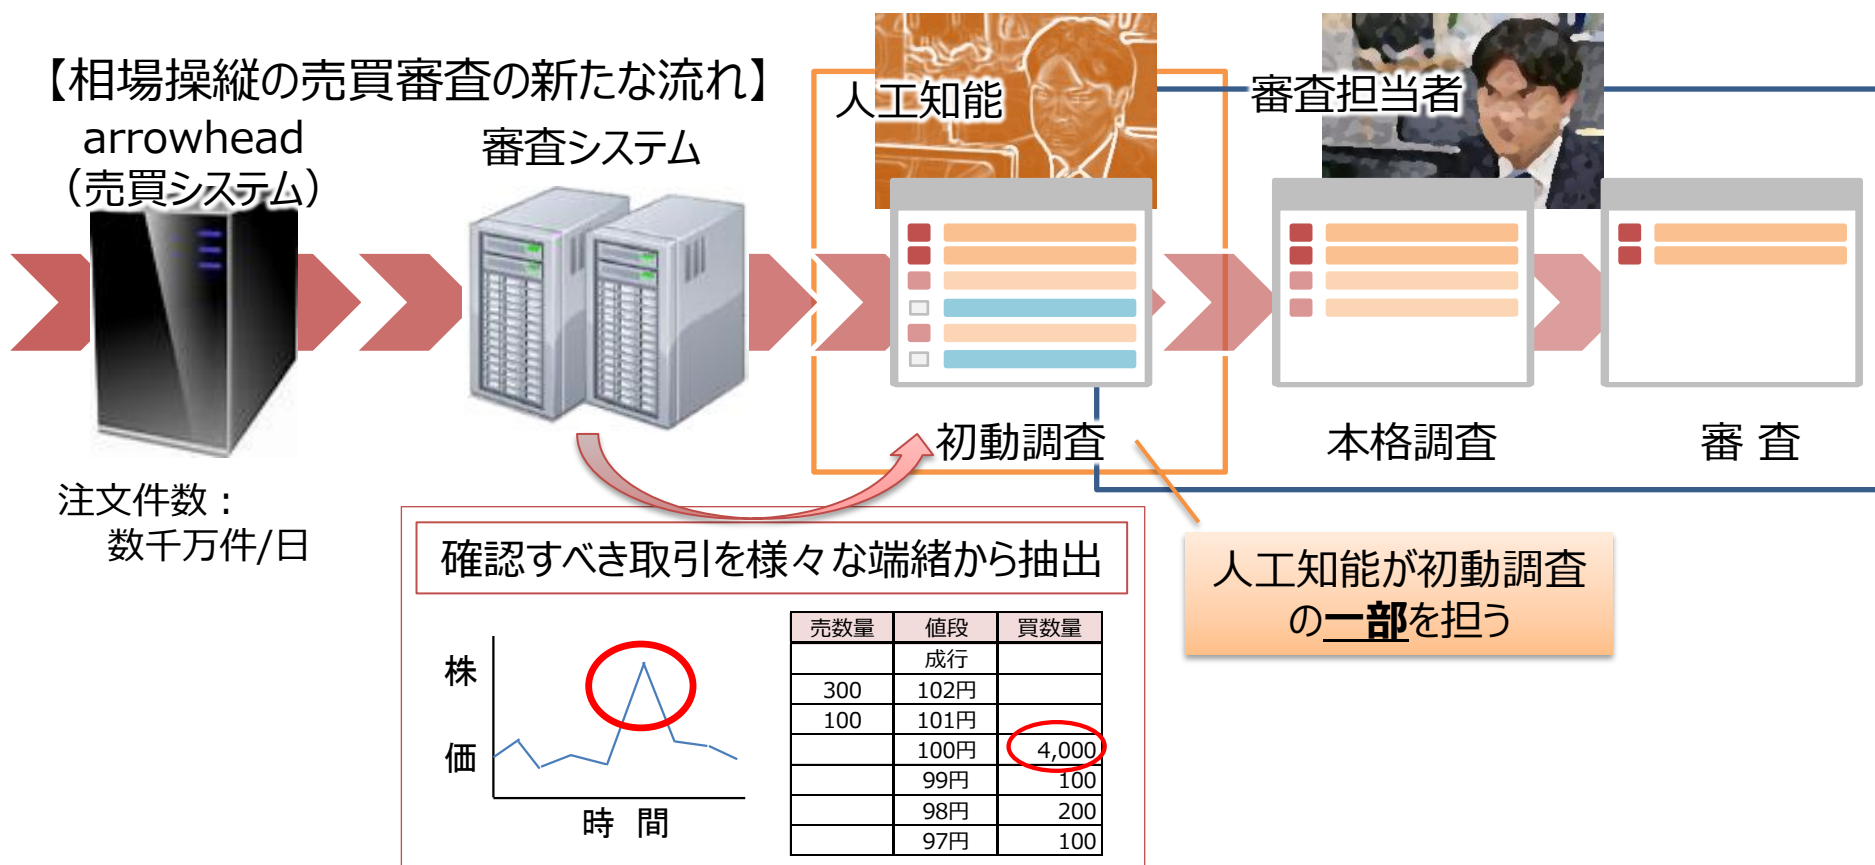 【相場操縦の売買審査の新たな流れ】
arrowhead
（売買システム）
審査システム
人工知能
審査担当者
初動調査
本格調査
審 査
注文件数：
数千万件/日
確認すべき取引を様々な端緒から抽出
人工知能が初動調査
の一部を担う
株
価
時 間
売数量 値段 買数量
成行
300 102円
100 101円
100円 4,000
99円 100
98円 200
97円 100